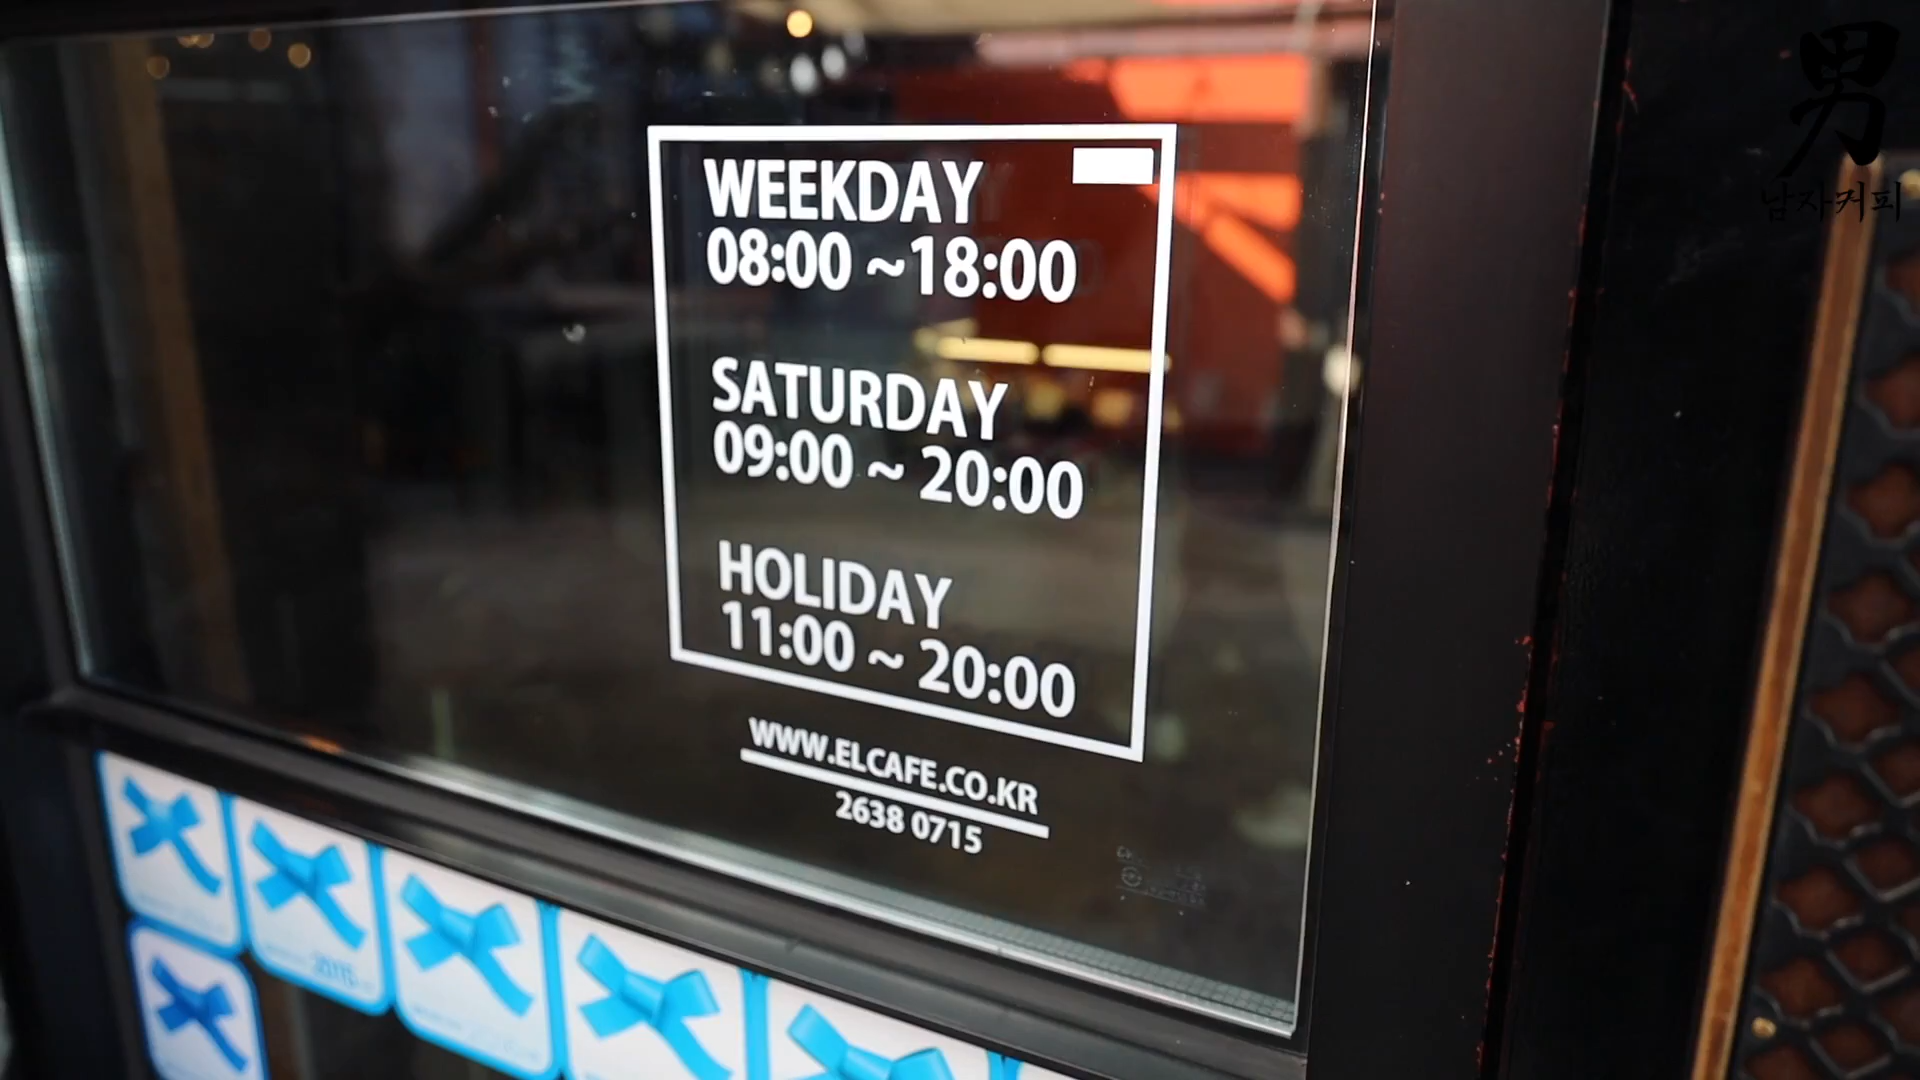 WEEKDAY
08:00 ~18:00
SATURDAY
09:00 ~ 20:00
HOLIDAY
11:00 ~ 20:00
WWW.ELCAFE.CO.KR
2638 0715
男
남자커피